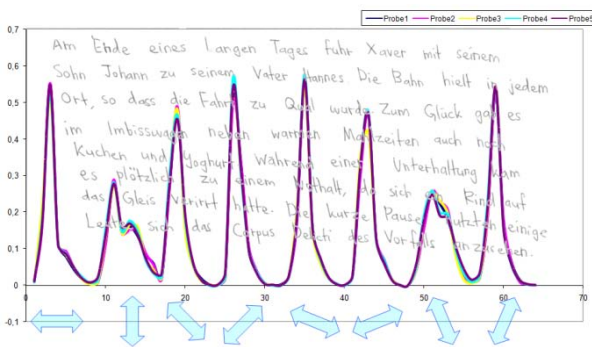 Probe1 Probe2 Probe3 Probe4 Probe5
0,7
0,6
0,5
0,4
0,3
0,2
0,1
0
-0,1
0 10 20 30 40 50 60 70
Am Ende eines Langen Tages fuhr Xaver mit seinem
Sohn Johann zu seinem Vater Hannes Die Bahn hielt in jedem
Ort, so dass die Fahrt zu Qual wurde. Zum Glück gab es
im Imbisswagen neben warmen Mahlzeiten auch noch
Kuchen und Yoghurt Während einer Unterhaltung kam
es plötzlich zu einem Nothalt, da sich ein Rind auf
das Gleis verirrt hatte. Die kurze Pause nutzten einige
Leute, sich das Corpus Delicti des Vorfalls anzusehen.